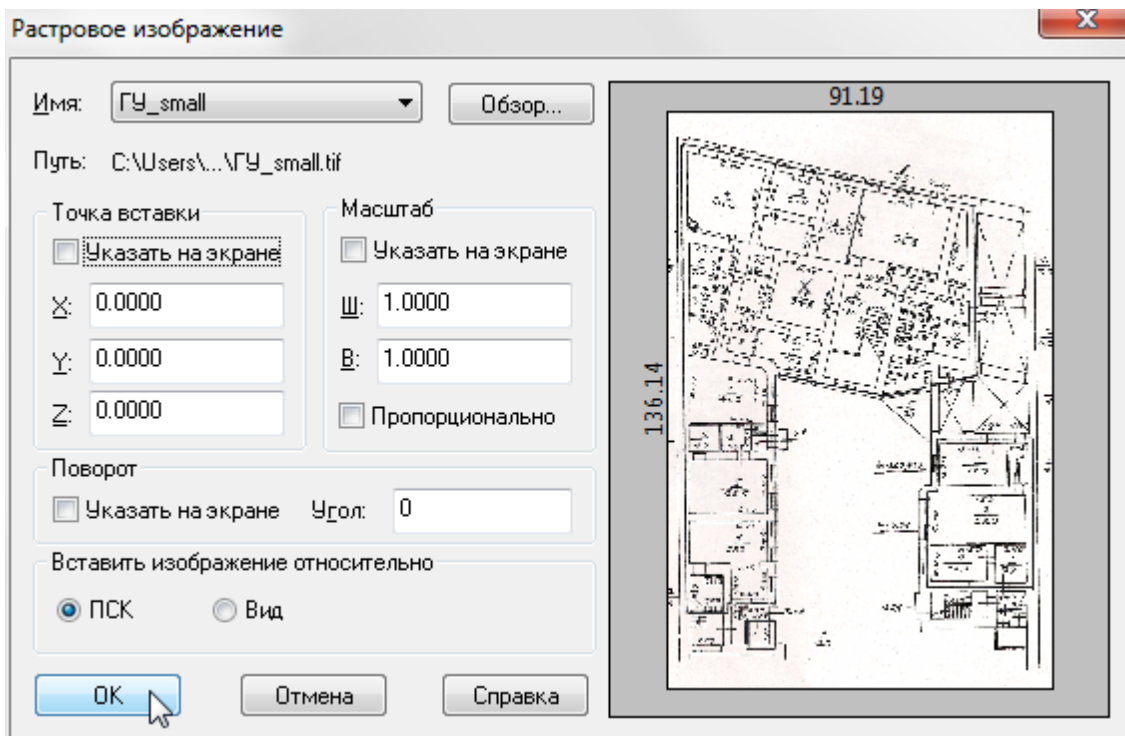 Растровое изображение
Имя: ГУ_small Обзор...
Путь: C:\Users\...\ГУ_small.tif
Точка вставки
Указать на экране
X: 0.0000
Y: 0.0000
Z: 0.0000
Масштаб
Указать на экране
Ш: 1.0000
В: 1.0000
Пропорционально
Поворот
Указать на экране Угол: 0
Вставить изображение относительно
ПСК Вид
ОК Отмена Справка
91.19
136.14